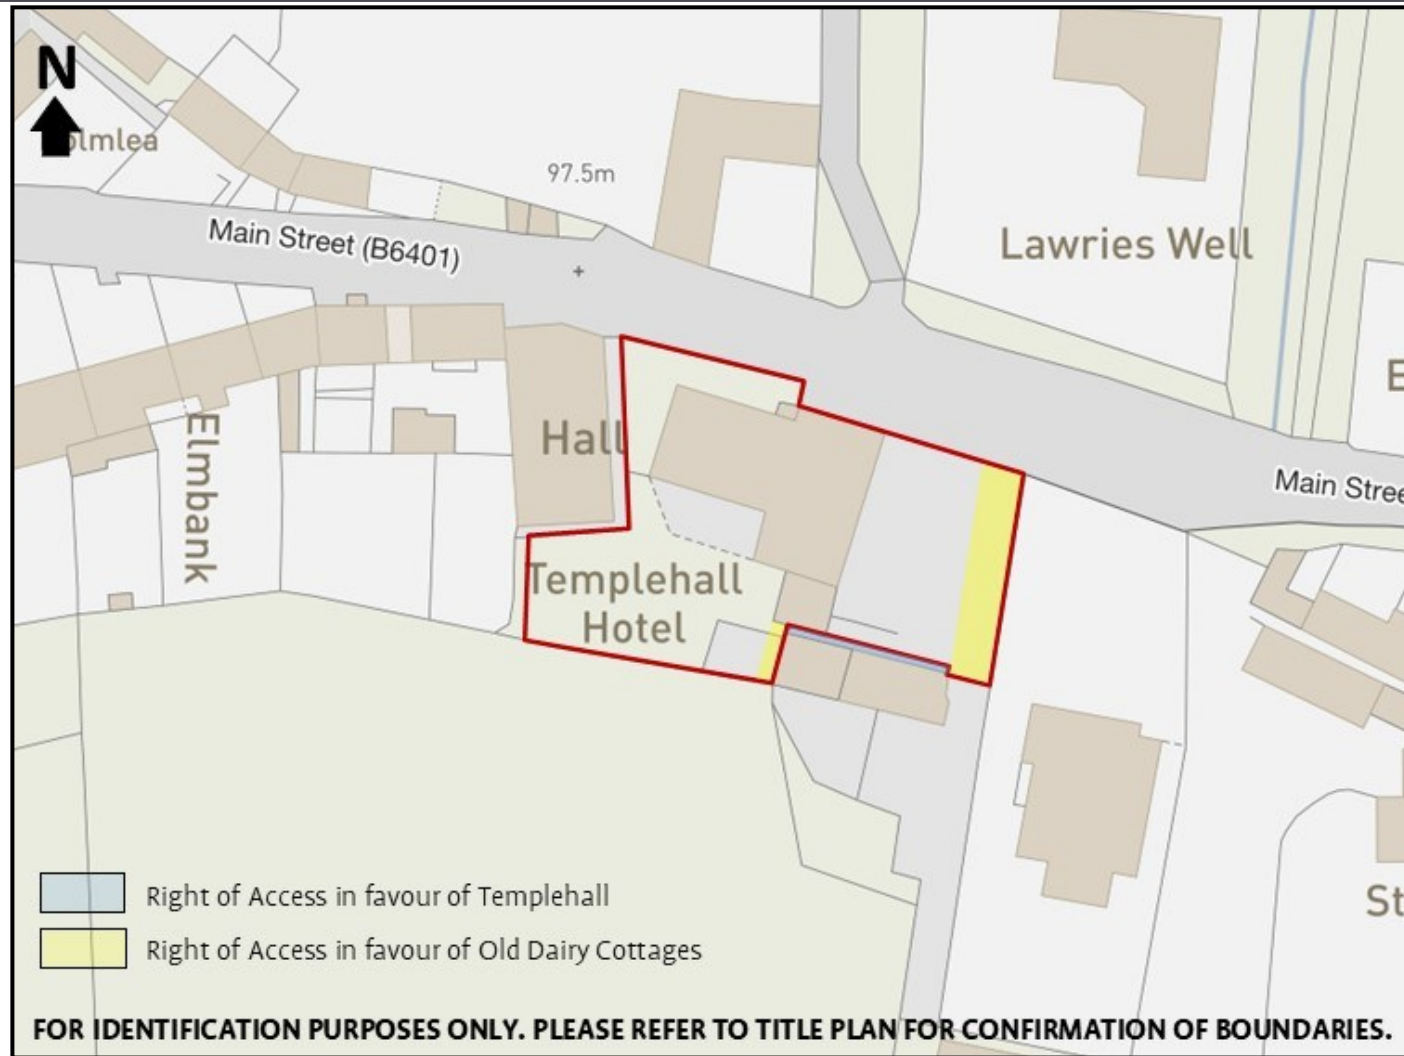 N
97.5m
Main Street (B6401)
Lawries Well
Hall
Elmbank
Main Stree
Templehall
Hotel
Right of Access in favour of Templehall
Right of Access in favour of Old Dairy Cottages
FOR IDENTIFICATION PURPOSES ONLY. PLEASE REFER TO TITLE PLAN FOR CONFIRMATION OF BOUNDARIES.